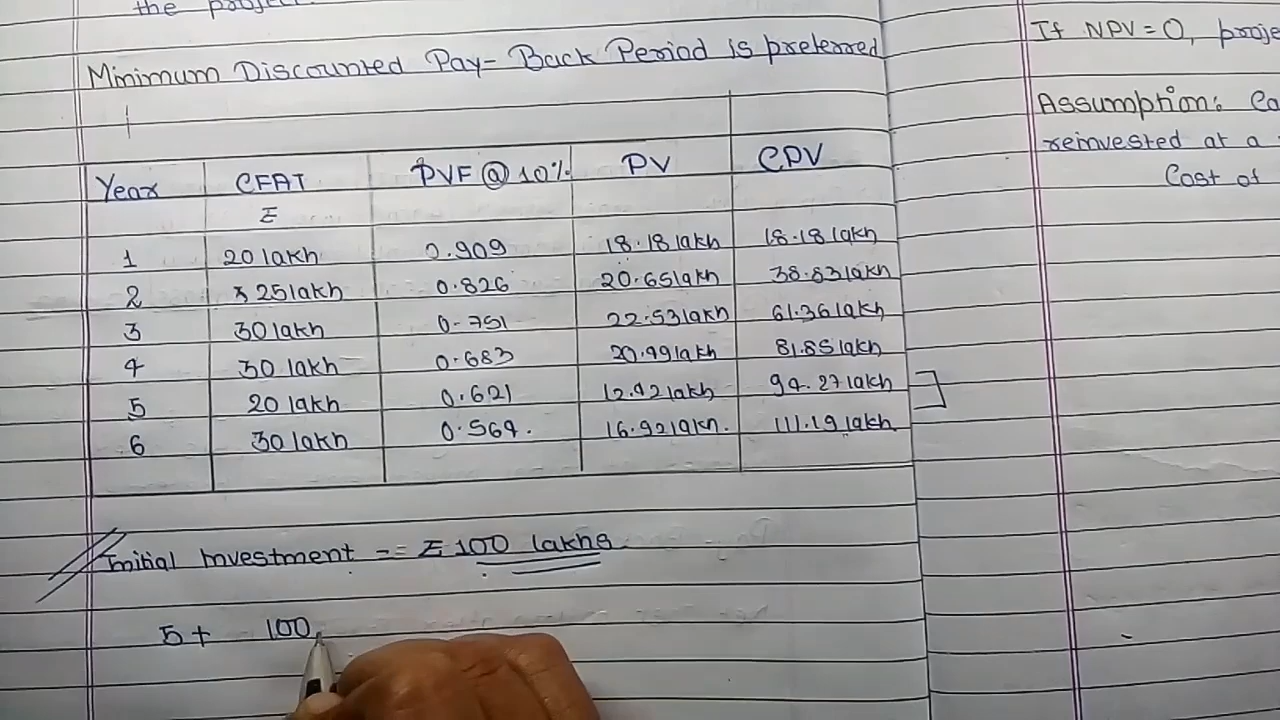 the project.
Minimum Discounted Pay-Back Period is preferred
Year CFAT PVF @ 10% PV CPV
₹
1 20 lakh 0.909 18.18 lakh 18.18 lakh
2 ₹ 25 lakh 0.826 20.65 lakh 38.83 lakh
3 30 lakh 0.751 22.53 lakh 61.36 lakh
4 30 lakh 0.683 20.49 lakh 81.85 lakh
5 20 lakh 0.621 12.42 lakh 94.27 lakh
6 30 lakh 0.564. 16.92 lakh. 111.19 lakh.
Initial Investment = ₹ 100 lakhs
5 + 100
If NPV = 0, proje
Assumption: Ca
reinvested at a
Cost of